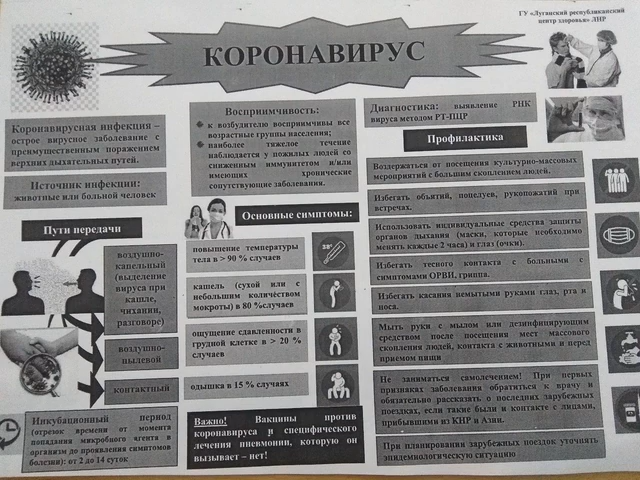 ГУ «Луганский республиканский
центр здоровья» ЛНР
КОРОНАВИРУС
Коронавирусная инфекция –
острое вирусное заболевание с
преимущественным поражением
верхних дыхательных путей.
Источник инфекции:
животные или больной человек
Пути передачи
воздушно-
капельный
(выделение
вируса при
кашле,
чихании,
разговоре)
воздушно-
пылевой
контактный
Инкубационный период
(отрезок времени от момента
попадания микробного агента в
организм до проявления симптомов
болезни): от 2 до 14 суток
Восприимчивость:
к возбудителю восприимчивы все
возрастные группы населения;
наиболее тяжелое течение
наблюдается у пожилых людей со
сниженным иммунитетом и/или
имеющих хронические
сопутствующие заболевания.
Основные симптомы:
повышение температуры
тела в > 90 % случаев
38°
кашель (сухой или с
небольшим количеством
мокроты) в 80 %случаев
ощущение сдавленности в
грудной клетке в > 20 %
случаев
одышка в 15 % случаях
Важно! Вакцины против
коронавируса и специфического
лечения пневмонии, которую он
вызывает – нет!
Диагностика: выявление РНК
вируса методом РТ-ПЦР
Профилактика
Воздержаться от посещения культурно-массовых
мероприятий с большим скоплением людей.
Избегать объятий, поцелуев, рукопожатий при
встречах.
Использовать индивидуальные средства защиты
органов дыхания (маски, которые необходимо
менять каждые 2 часа) и глаз (очки).
Избегать тесного контакта с больными с
симптомами ОРВИ, гриппа.
Избегать касания немытыми руками глаз, рта и
носа.
Мыть руки с мылом или дезинфицирующим
средством после посещения мест массового
скопления людей, контакта с животными и перед
приемом пищи
Не заниматься самолечением! При первых
признаках заболевания обратиться к врачу и
обязательно рассказать о последних зарубежных
поездках, если такие были и контакте с лицами,
прибывшими из КНР и Азии.
При планировании зарубежных поездок уточнять
эпидемиологическую ситуацию